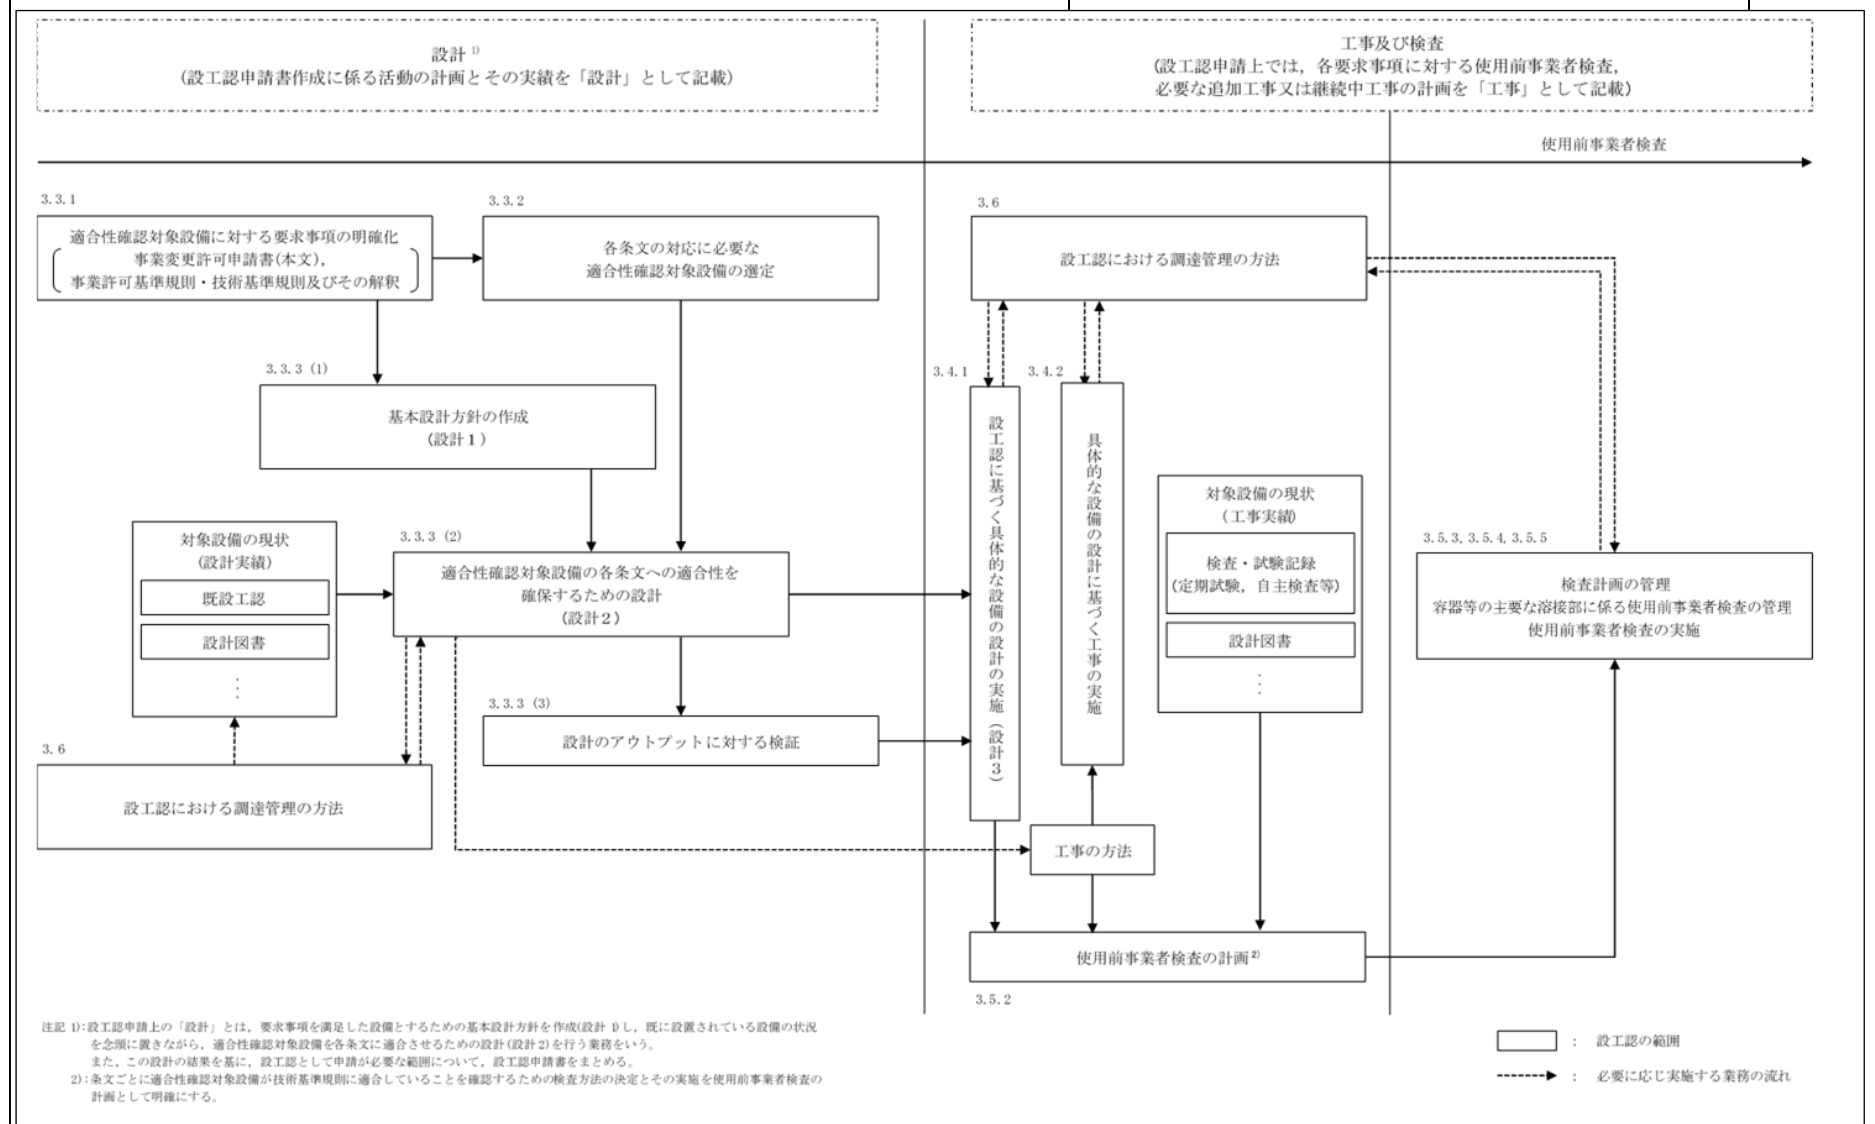 設計¹⁾
(設工認申請書作成に係る活動の計画とその実績を「設計」として記載)
工事及び検査
(設工認申請上では，各要求事項に対する使用前事業者検査，
必要な追加工事又は継続中工事の計画を「工事」として記載)
使用前事業者検査
3.3.1
適合性確認対象設備に対する要求事項の明確化
事業変更許可申請書(本文)，
事業許可基準規則・技術基準規則及びその解釈
3.3.2
各条文の対応に必要な
適合性確認対象設備の選定
3.6
設工認における調達管理の方法
3.3.3 (1)
基本設計方針の作成
(設計１)
対象設備の現状
(設計実績)
既設工認
設計図書
⋮
3.3.3 (2)
適合性確認対象設備の各条文への適合性を
確保するための設計
(設計２)
3.3.3 (3)
設計のアウトプットに対する検証
3.6
設工認における調達管理の方法
3.4.1
設工認に基づく具体的な設備の設計の実施（設計３）
3.4.2
具体的な設備の設計に基づく工事の実施
対象設備の現状
(工事実績)
検査・試験記録
(定期試験，自主検査等)
設計図書
⋮
3.5.3, 3.5.4, 3.5.5
検査計画の管理
容器等の主要な溶接部に係る使用前事業者検査の管理
使用前事業者検査の実施
工事の方法
使用前事業者検査の計画²⁾
3.5.2
注記 1):設工認申請上の「設計」とは，要求事項を満足した設備とするための基本設計方針を作成(設計 1)し，既に設置されている設備の状況
を念頭に置きながら，適合性確認対象設備を各条文に適合させるための設計(設計2)を行う業務をいう。
また，この設計の結果を基に，設工認として申請が必要な範囲について，設工認申請書をまとめる。
2):条文ごとに適合性確認対象設備が技術基準規則に適合していることを確認するための検査方法の決定とその実施を使用前事業者検査の
計画として明確にする。
： 設工認の範囲
： 必要に応じ実施する業務の流れ